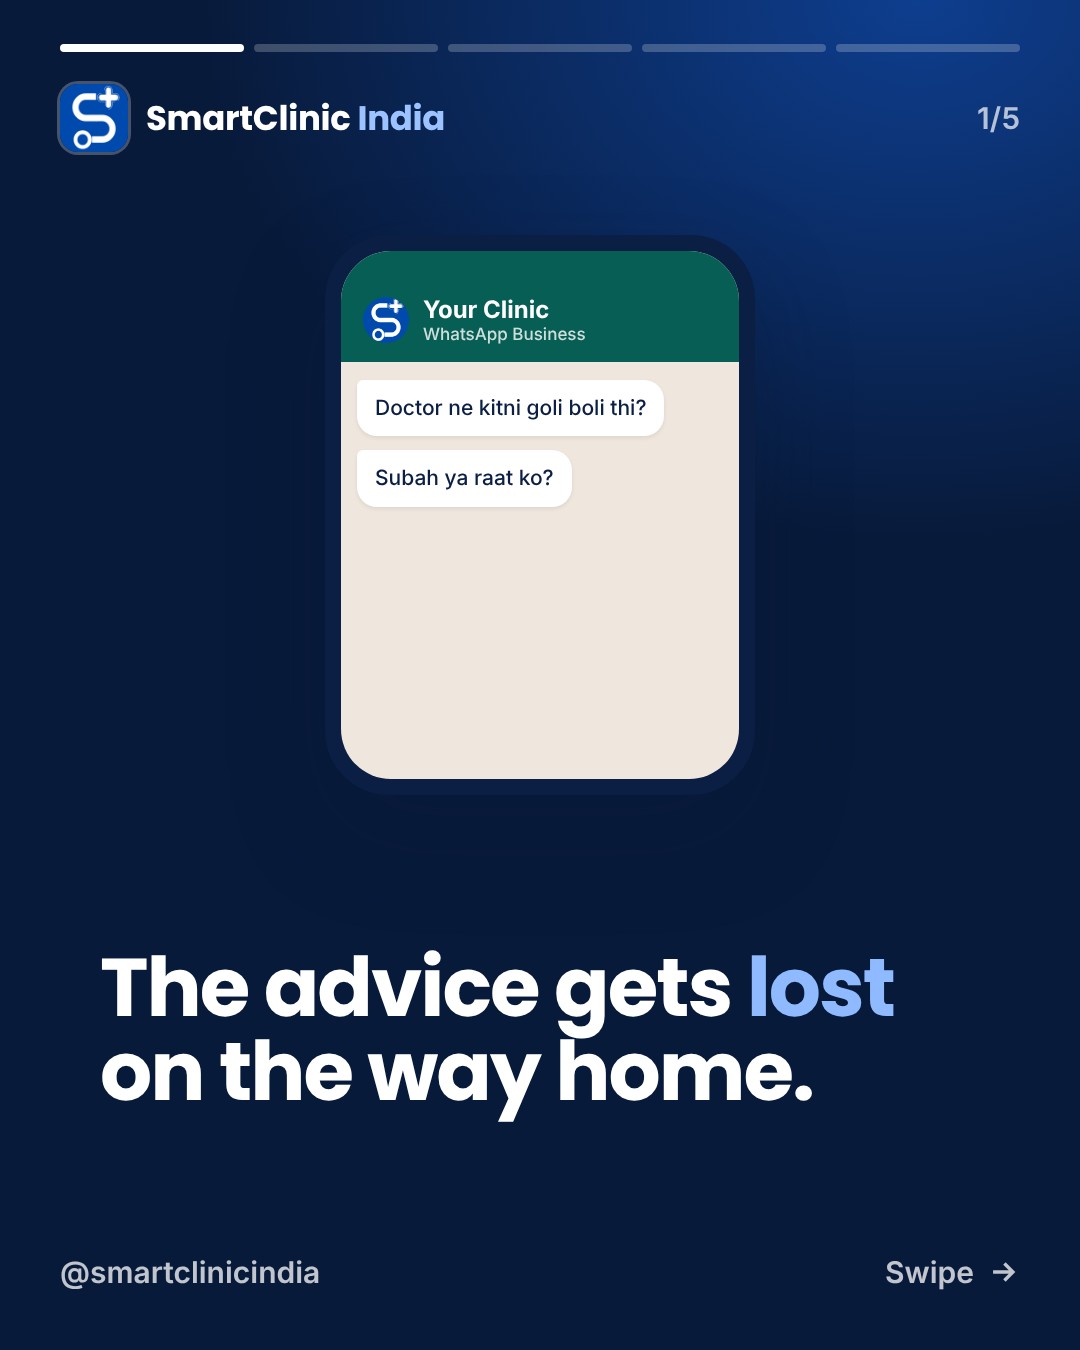 SmartClinic India
1/5
Your Clinic
WhatsApp Business
Doctor ne kitni goli boli thi?
Subah ya raat ko?
The advice gets lost
on the way home.
@smartclinicindia
Swipe →